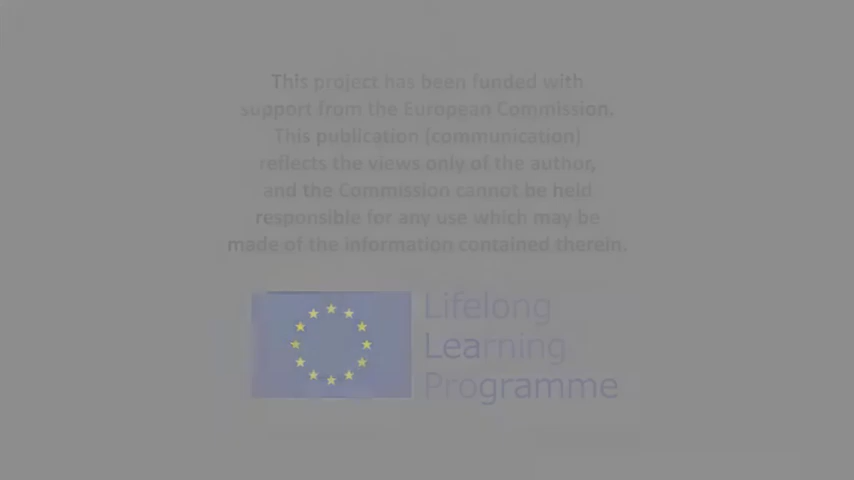 This project has been funded with
support from the European Commission.
This publication (communication)
reflects the views only of the author,
and the Commission cannot be held
responsible for any use which may be
made of the information contained therein.
Lifelong
Learning
Programme